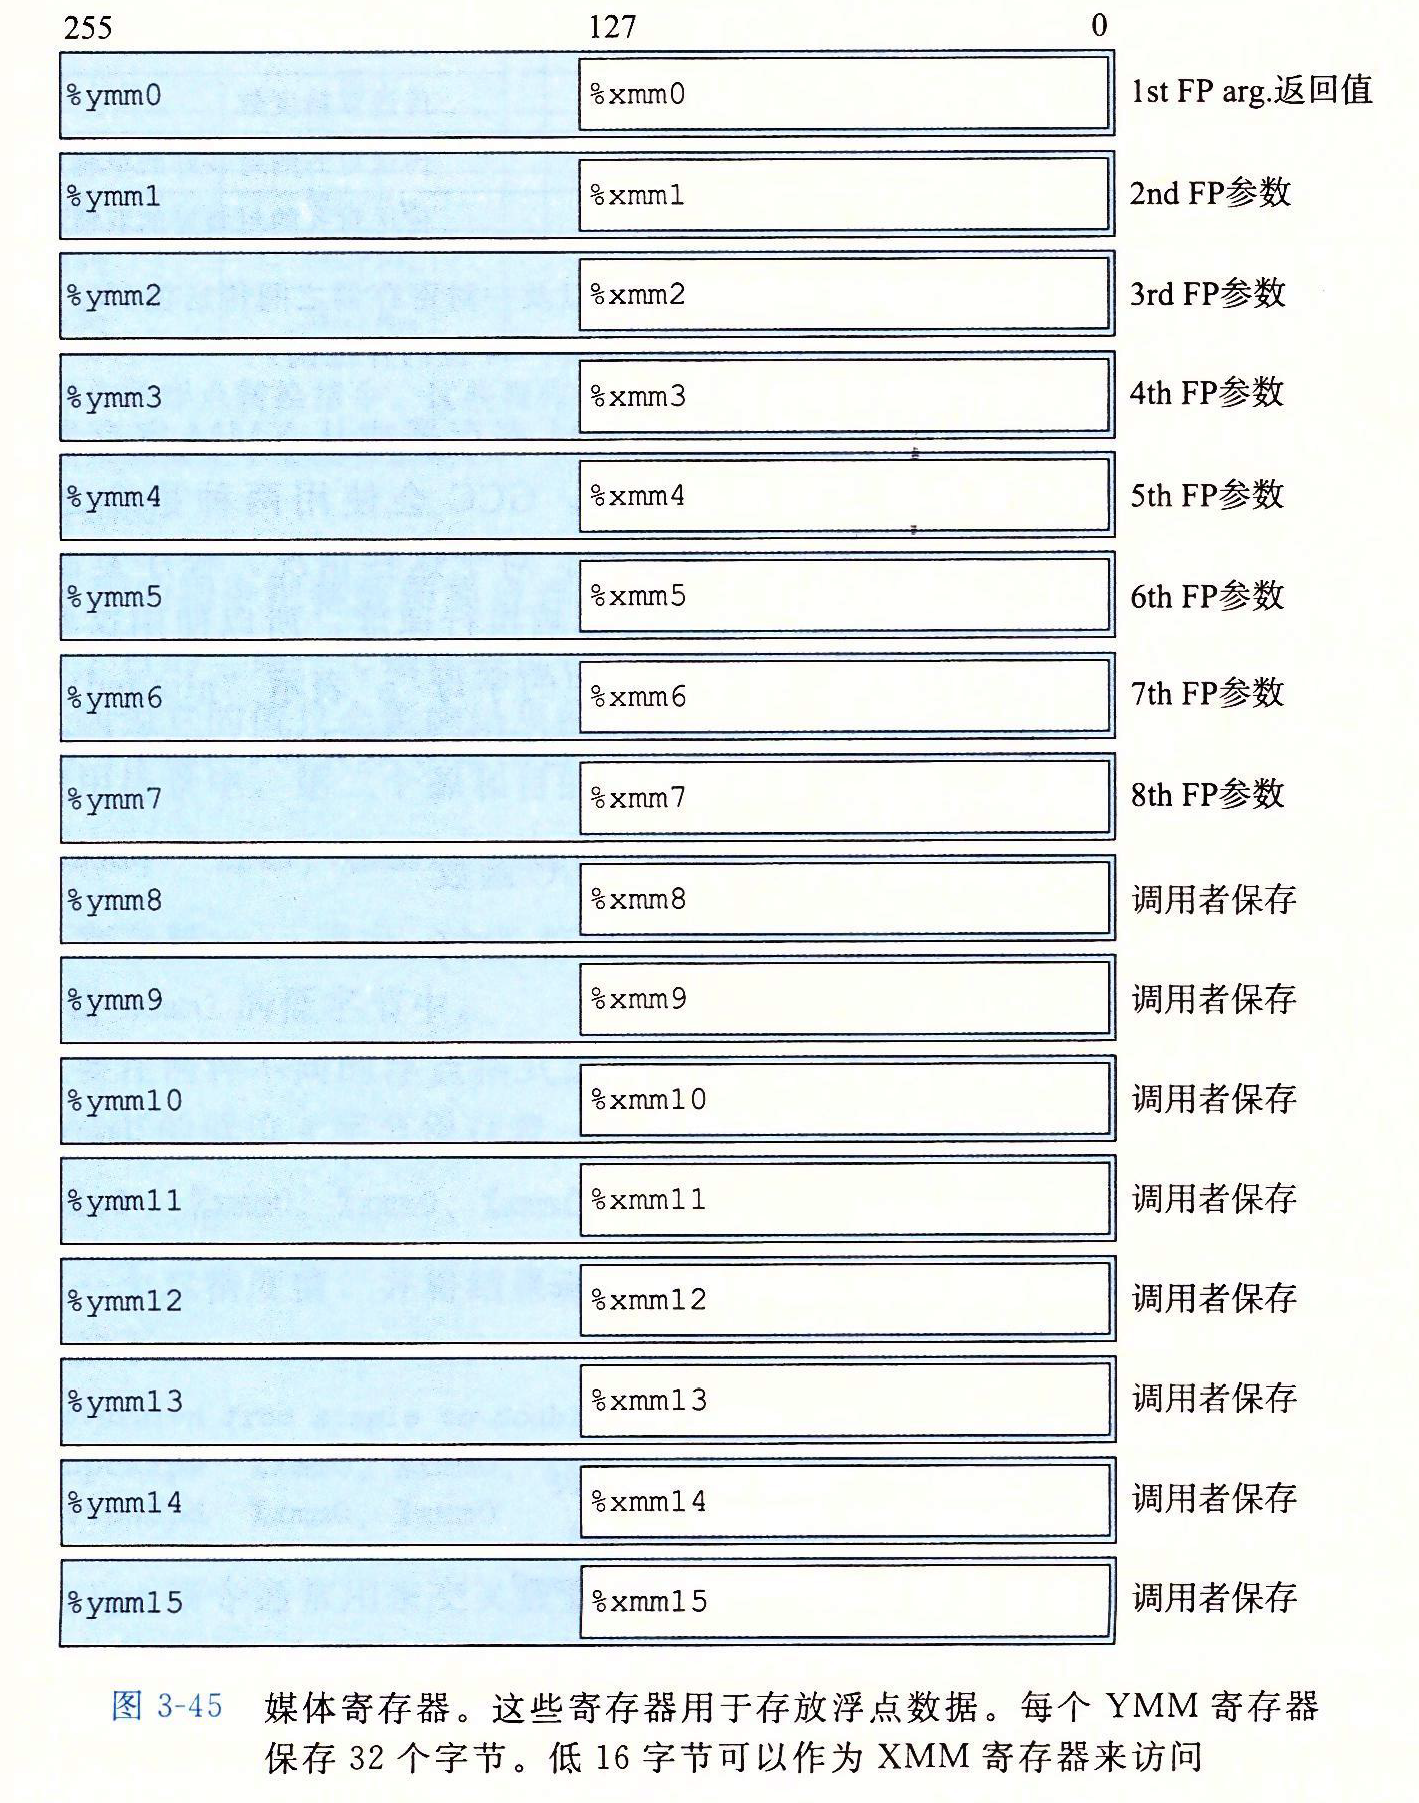 255 127 0
%ymm0 %xmm0 1st FP arg.返回值
%ymm1 %xmm1 2nd FP参数
%ymm2 %xmm2 3rd FP参数
%ymm3 %xmm3 4th FP参数
%ymm4 %xmm4 5th FP参数
%ymm5 %xmm5 6th FP参数
%ymm6 %xmm6 7th FP参数
%ymm7 %xmm7 8th FP参数
%ymm8 %xmm8 调用者保存
%ymm9 %xmm9 调用者保存
%ymm10 %xmm10 调用者保存
%ymm11 %xmm11 调用者保存
%ymm12 %xmm12 调用者保存
%ymm13 %xmm13 调用者保存
%ymm14 %xmm14 调用者保存
%ymm15 %xmm15 调用者保存
图 3-45 媒体寄存器。这些寄存器用于存放浮点数据。每个 YMM 寄存器
保存 32 个字节。低 16 字节可以作为 XMM 寄存器来访问